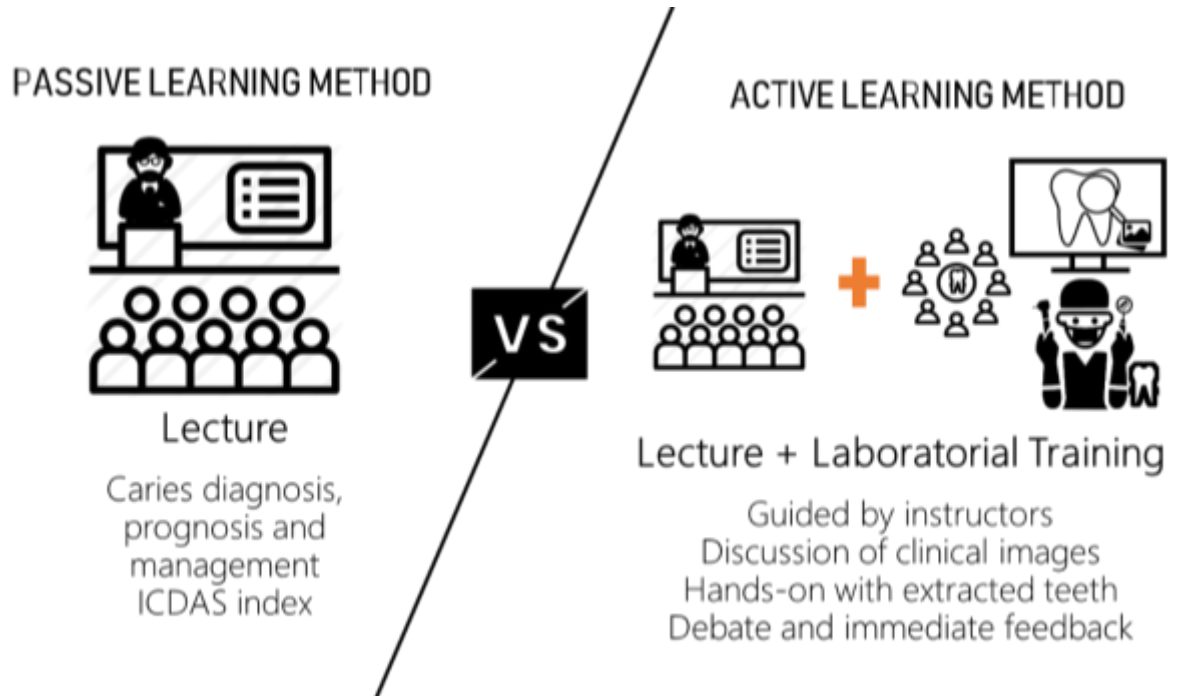 PASSIVE LEARNING METHOD
Lecture
Caries diagnosis,
prognosis and
management
ICDAS index
VS
ACTIVE LEARNING METHOD
Lecture + Laboratorial Training
Guided by instructors
Discussion of clinical images
Hands-on with extracted teeth
Debate and immediate feedback